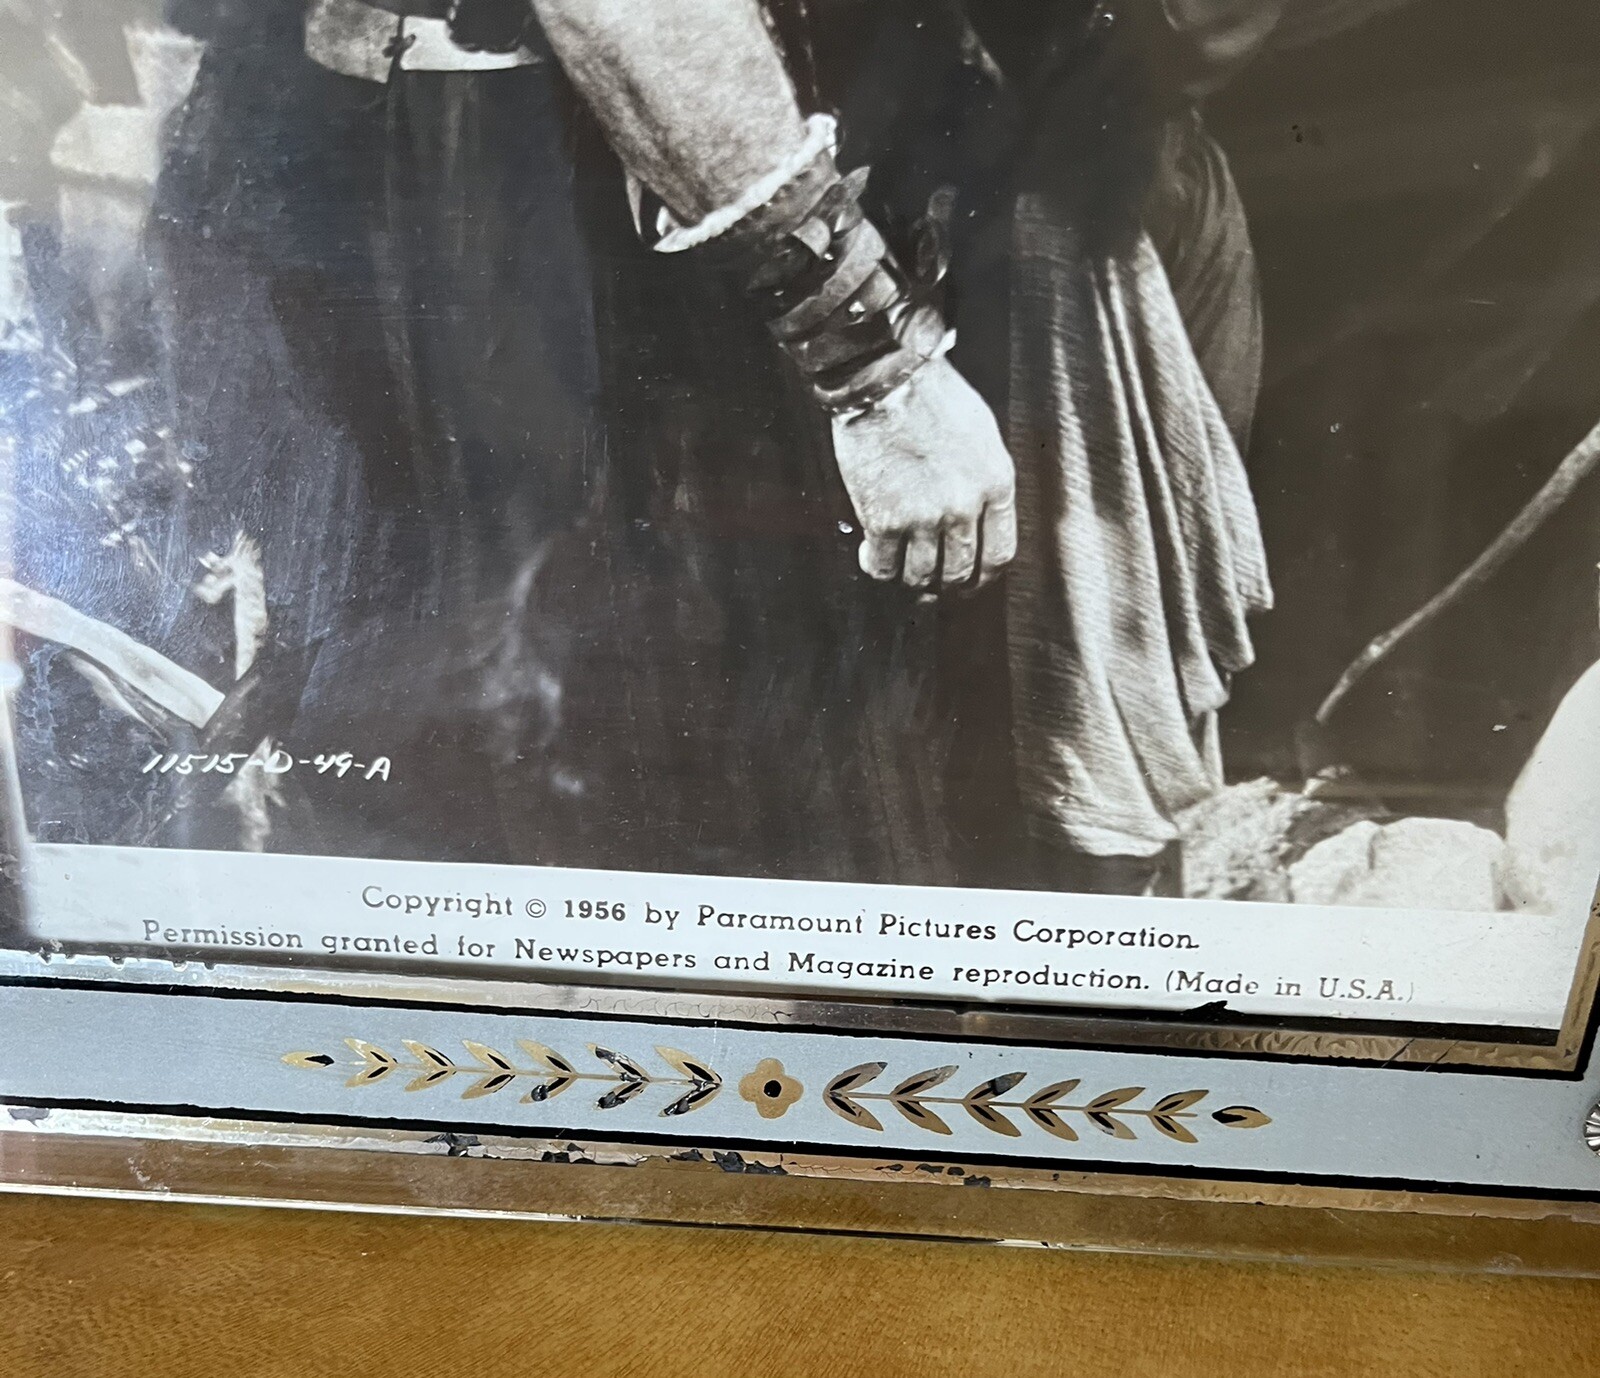 11515-D-49-A
Copyright © 1956 by Paramount Pictures Corporation.
Permission granted for Newspapers and Magazine reproduction. (Made in U.S.A.)